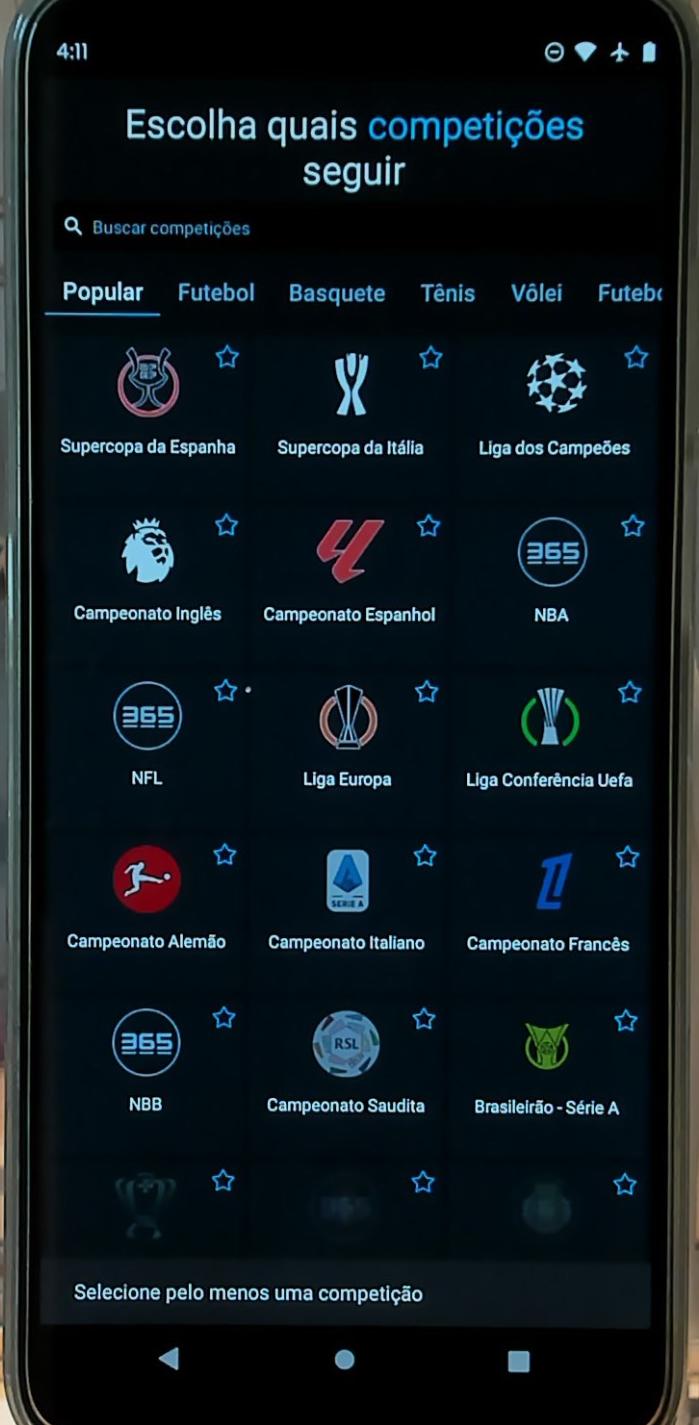 4:11
Escolha quais competições
seguir
Buscar competições
Popular Futebol Basquete Tênis Vôlei Futebo
Supercopa da Espanha Supercopa da Itália Liga dos Campeões
365
Campeonato Inglês Campeonato Espanhol NBA
365
NFL Liga Europa Liga Conferência Uefa
SERIE A
Campeonato Alemão Campeonato Italiano Campeonato Francês
365 RSL
NBB Campeonato Saudita Brasileirão - Série A
Selecione pelo menos uma competição